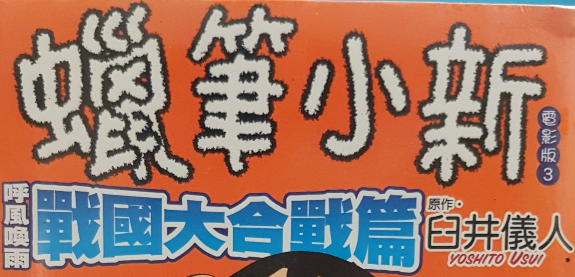 蠟筆小新
電影版3
呼風喚雨
戰國大合戰篇
原作・
臼井儀人
YOSHITO USUI